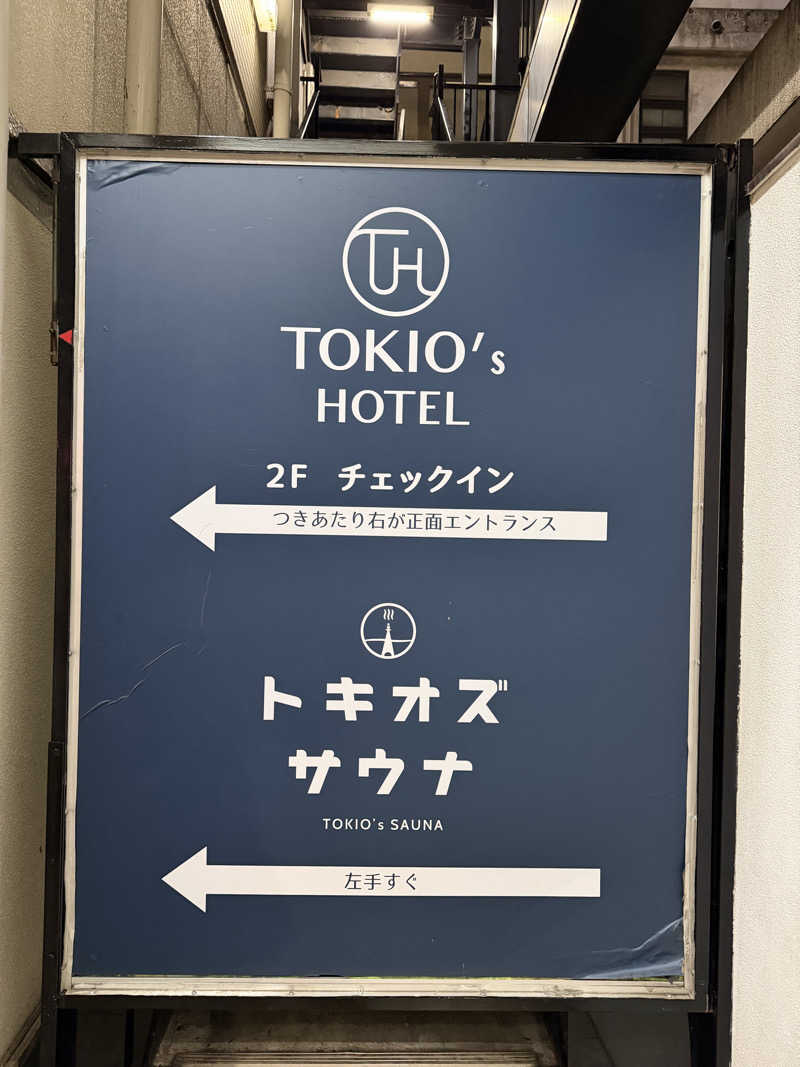 TH
TOKIO's
HOTEL
2F チェックイン
つきあたり右が正面エントランス
トキオズ
サウナ
TOKIO's SAUNA
左手すぐ